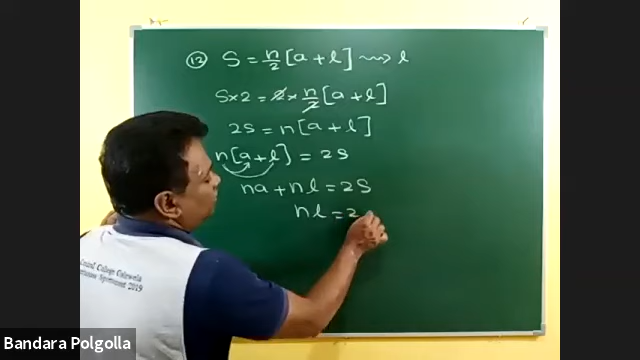 ⑫ S = n/2 [a + l] ⇝ l
S × 2 = 2 × n/2 [a + l]
2S = n [a + l]
n [a + l] = 2S
na + nl = 2S
nl = 2
Bandara Polgolla